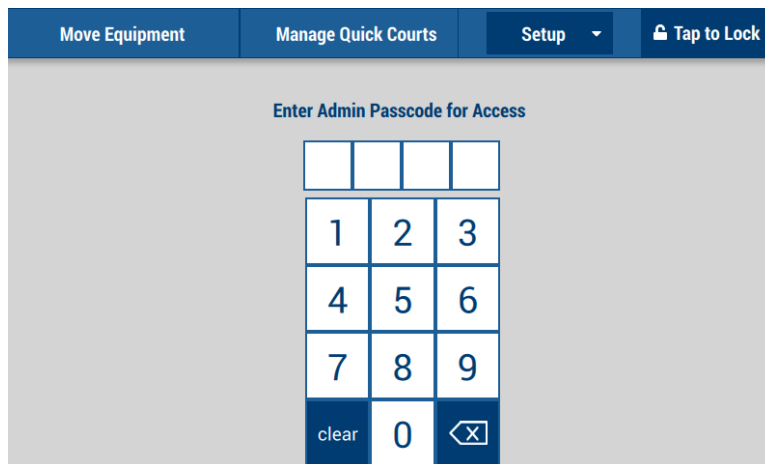 Move Equipment Manage Quick Courts Setup Tap to Lock
Enter Admin Passcode for Access
1 2 3
4 5 6
7 8 9
clear 0 X